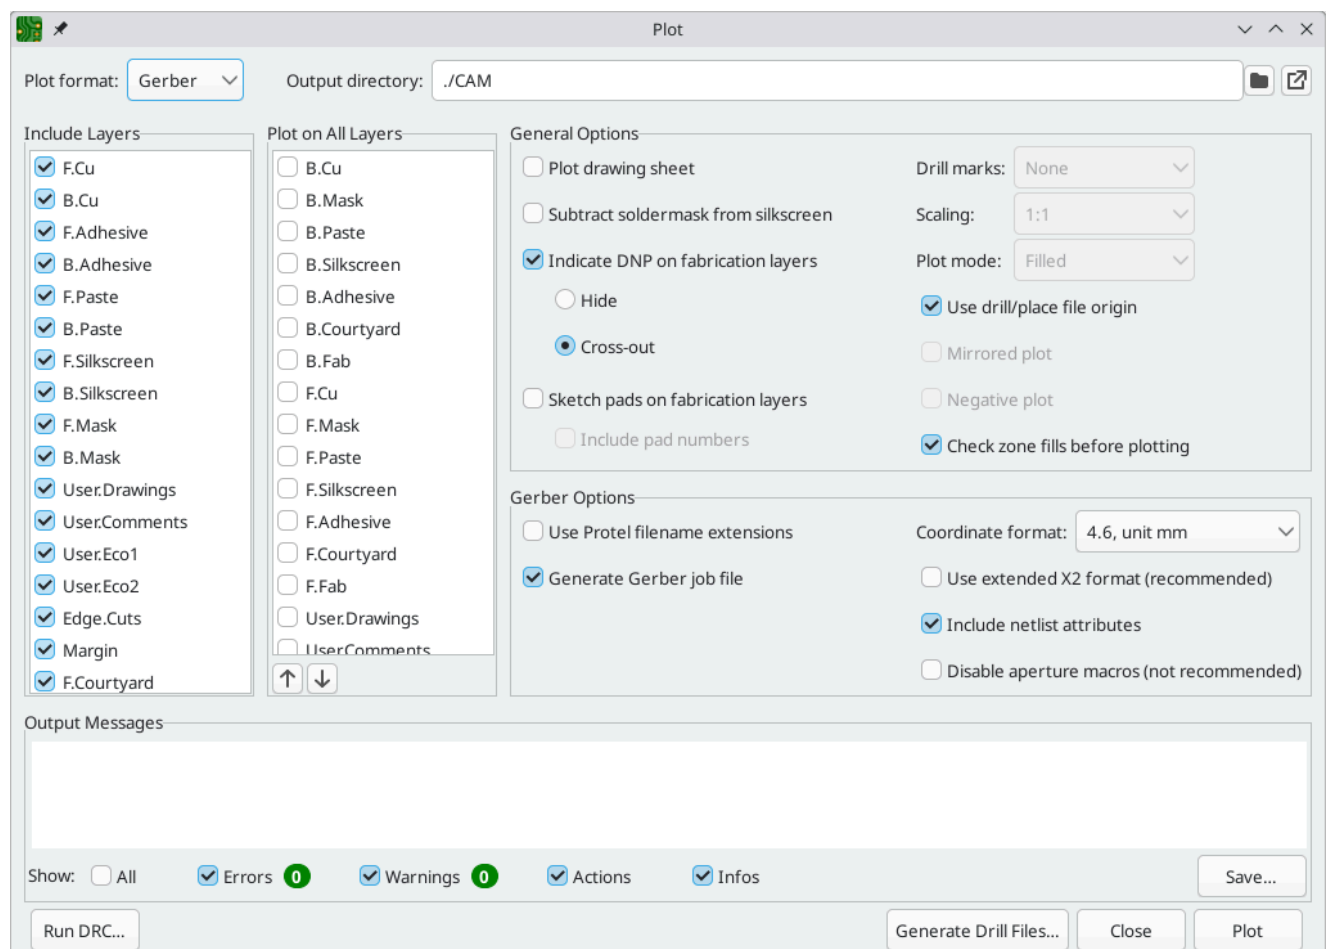 Plot
Plot format: Gerber Output directory: ./CAM
Include Layers
F.Cu
B.Cu
F.Adhesive
B.Adhesive
F.Paste
B.Paste
F.Silkscreen
B.Silkscreen
F.Mask
B.Mask
User.Drawings
User.Comments
User.Eco1
User.Eco2
Edge.Cuts
Margin
F.Courtyard
Plot on All Layers
B.Cu
B.Mask
B.Paste
B.Silkscreen
B.Adhesive
B.Courtyard
B.Fab
F.Cu
F.Mask
F.Paste
F.Silkscreen
F.Adhesive
F.Courtyard
F.Fab
User.Drawings
User.Comments
General Options
Plot drawing sheet
Subtract soldermask from silkscreen
Indicate DNP on fabrication layers
Hide
Cross-out
Sketch pads on fabrication layers
Include pad numbers
Drill marks: None
Scaling: 1:1
Plot mode: Filled
Use drill/place file origin
Mirrored plot
Negative plot
Check zone fills before plotting
Gerber Options
Use Protel filename extensions
Generate Gerber job file
Coordinate format: 4.6, unit mm
Use extended X2 format (recommended)
Include netlist attributes
Disable aperture macros (not recommended)
Output Messages
Show: All Errors 0 Warnings 0 Actions Infos Save...
Run DRC... Generate Drill Files... Close Plot